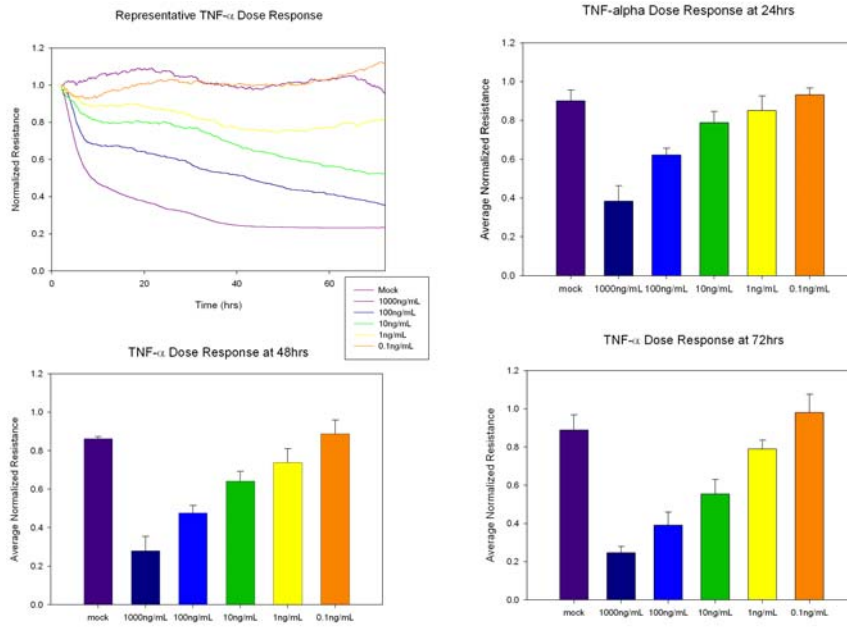 Representative TNF-α Dose Response
Normalized Resistance
1.2
1.0
0.8
0.6
0.4
0.2
0.0
0
20
40
60
Time (hrs)
Mock
1000ng/mL
100ng/mL
10ng/mL
1ng/mL
0.1ng/mL
TNF-alpha Dose Response at 24hrs
Average Normalized Resistance
1.2
1.0
0.8
0.6
0.4
0.2
0.0
mock 1000ng/mL 100ng/mL 10ng/mL 1ng/mL 0.1ng/mL
TNF-α Dose Response at 48hrs
Average Normalized Resistance
1.2
1.0
0.8
0.6
0.4
0.2
0.0
mock 1000ng/mL 100ng/mL 10ng/mL 1ng/mL 0.1ng/mL
TNF-α Dose Response at 72hrs
Average Normalized Resistance
1.2
1.0
0.8
0.6
0.4
0.2
0.0
mock 1000ng/mL 100ng/mL 10ng/mL 1ng/mL 0.1ng/mL